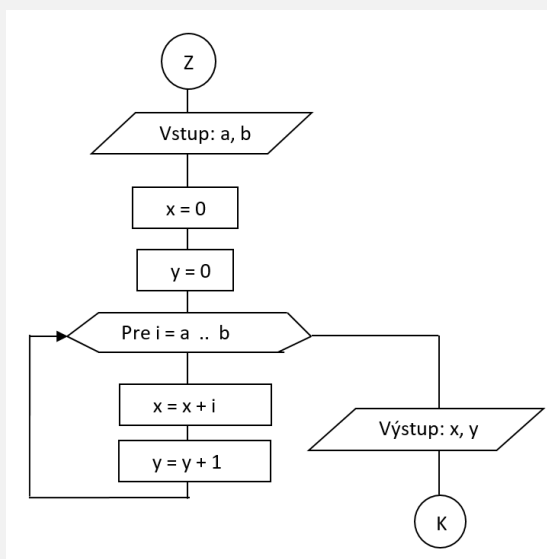 Z
Vstup: a, b
x = 0
y = 0
Pre i = a .. b
x = x + i
y = y + 1
Výstup: x, y
K